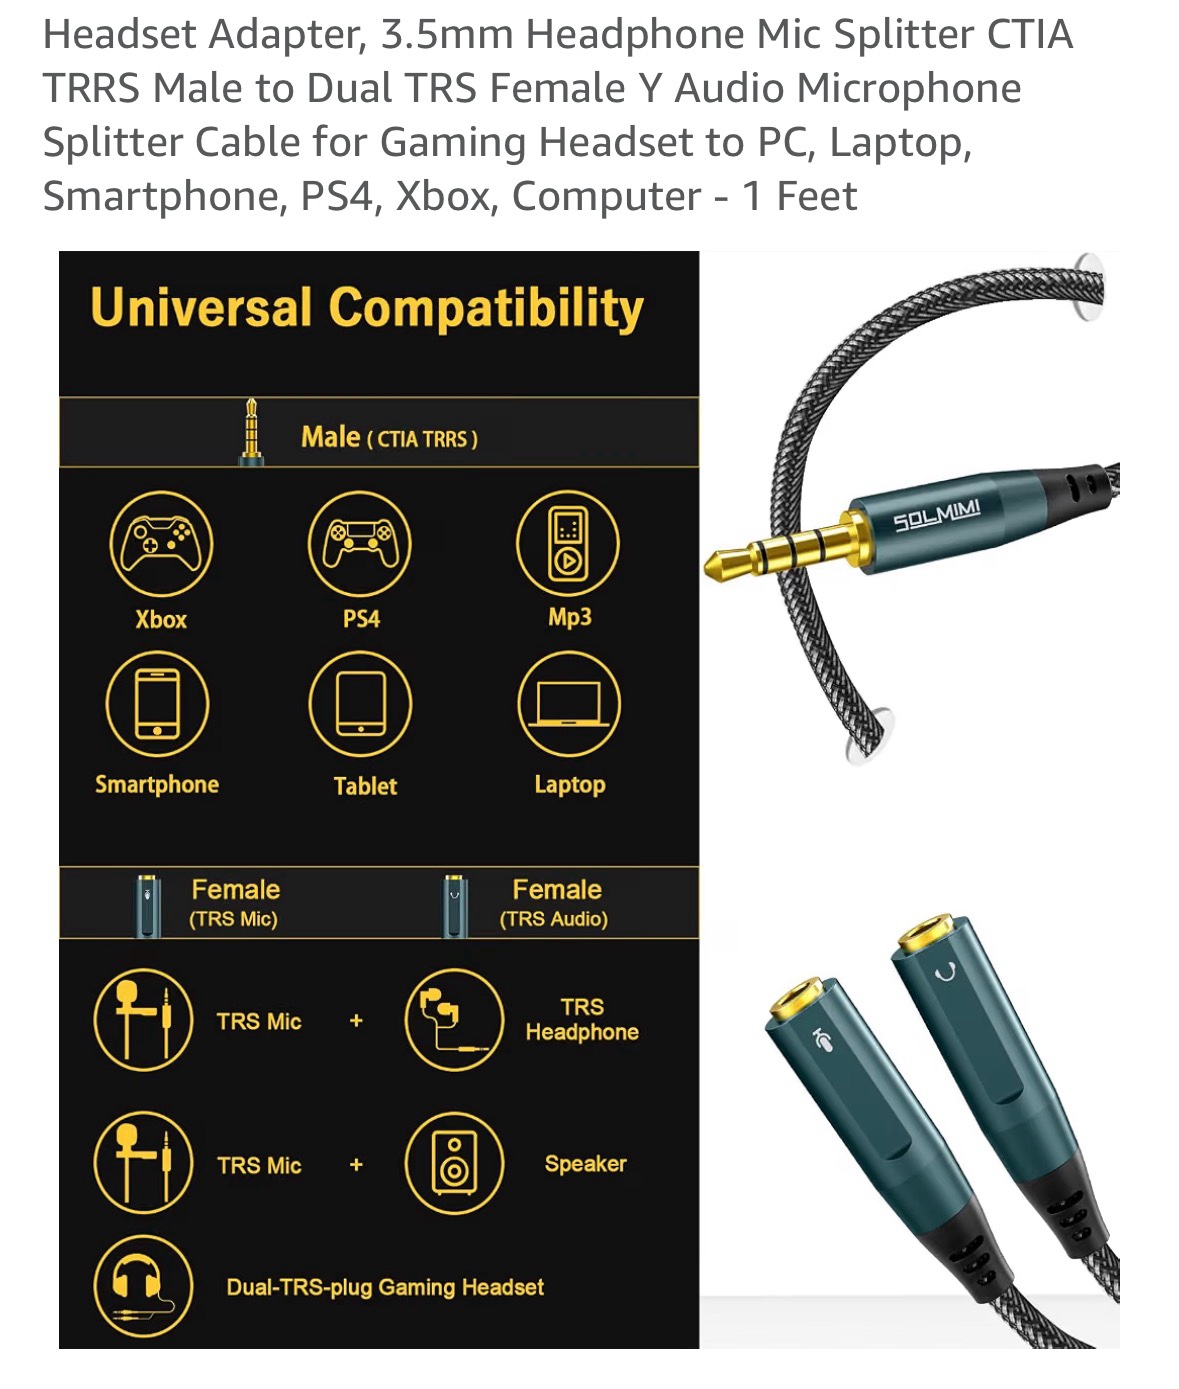 Headset Adapter, 3.5mm Headphone Mic Splitter CTIA
TRRS Male to Dual TRS Female Y Audio Microphone
Splitter Cable for Gaming Headset to PC, Laptop,
Smartphone, PS4, Xbox, Computer - 1 Feet
Universal Compatibility
Male ( CTIA TRRS )
Xbox
PS4
Mp3
Smartphone
Tablet
Laptop
SOLMIMI
Female
(TRS Mic)
Female
(TRS Audio)
TRS Mic
+
TRS
Headphone
TRS Mic
+
Speaker
Dual-TRS-plug Gaming Headset